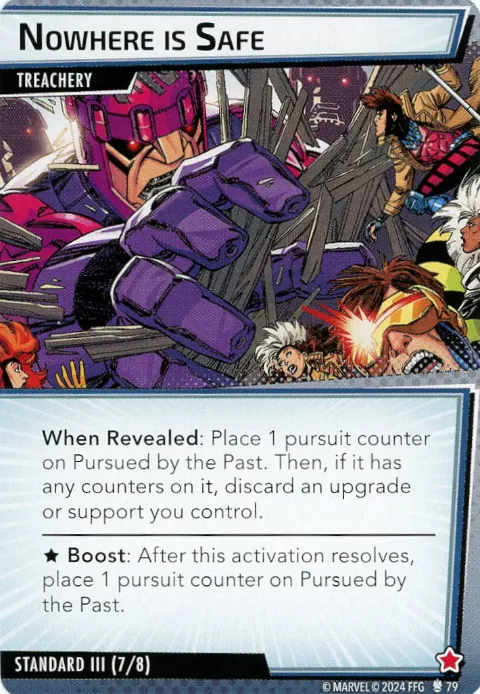 Nowhere is Safe
TREACHERY
When Revealed: Place 1 pursuit counter
on Pursued by the Past. Then, if it has
any counters on it, discard an upgrade
or support you control.
★ Boost: After this activation resolves,
place 1 pursuit counter on Pursued by
the Past.
STANDARD III (7/8)
© MARVEL © 2024 FFG 79